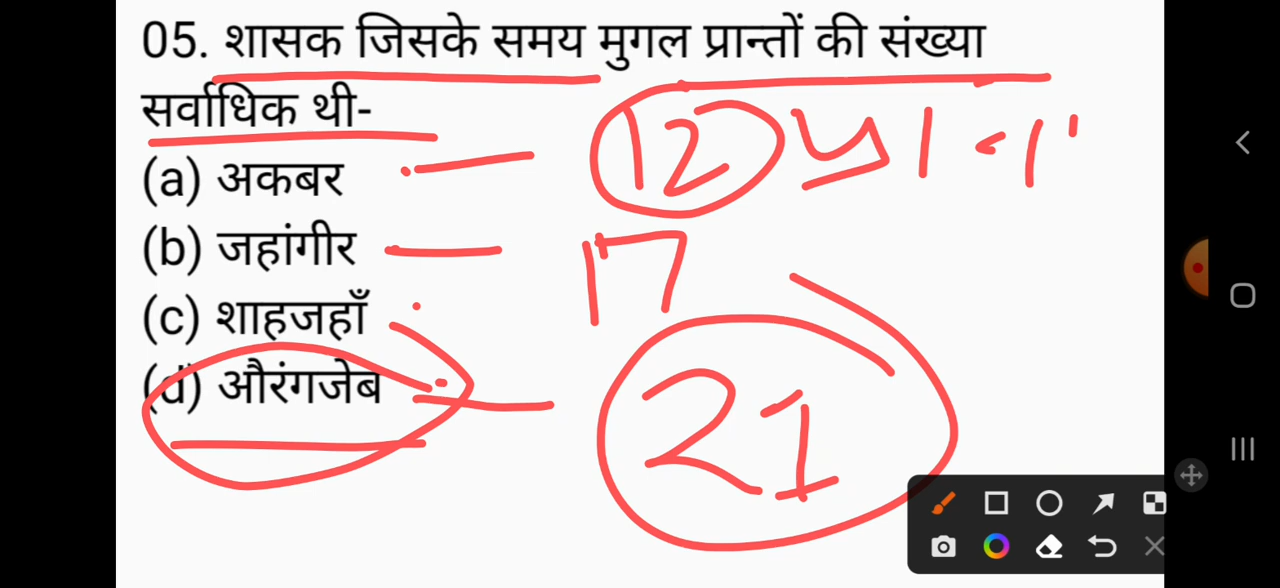 05. शासक जिसके समय मुगल प्रान्तों की संख्या
सर्वाधिक थी-
(a) अकबर
12
(b) जहांगीर
17
(c) शाहजहाँ
(d) औरंगजेब
21